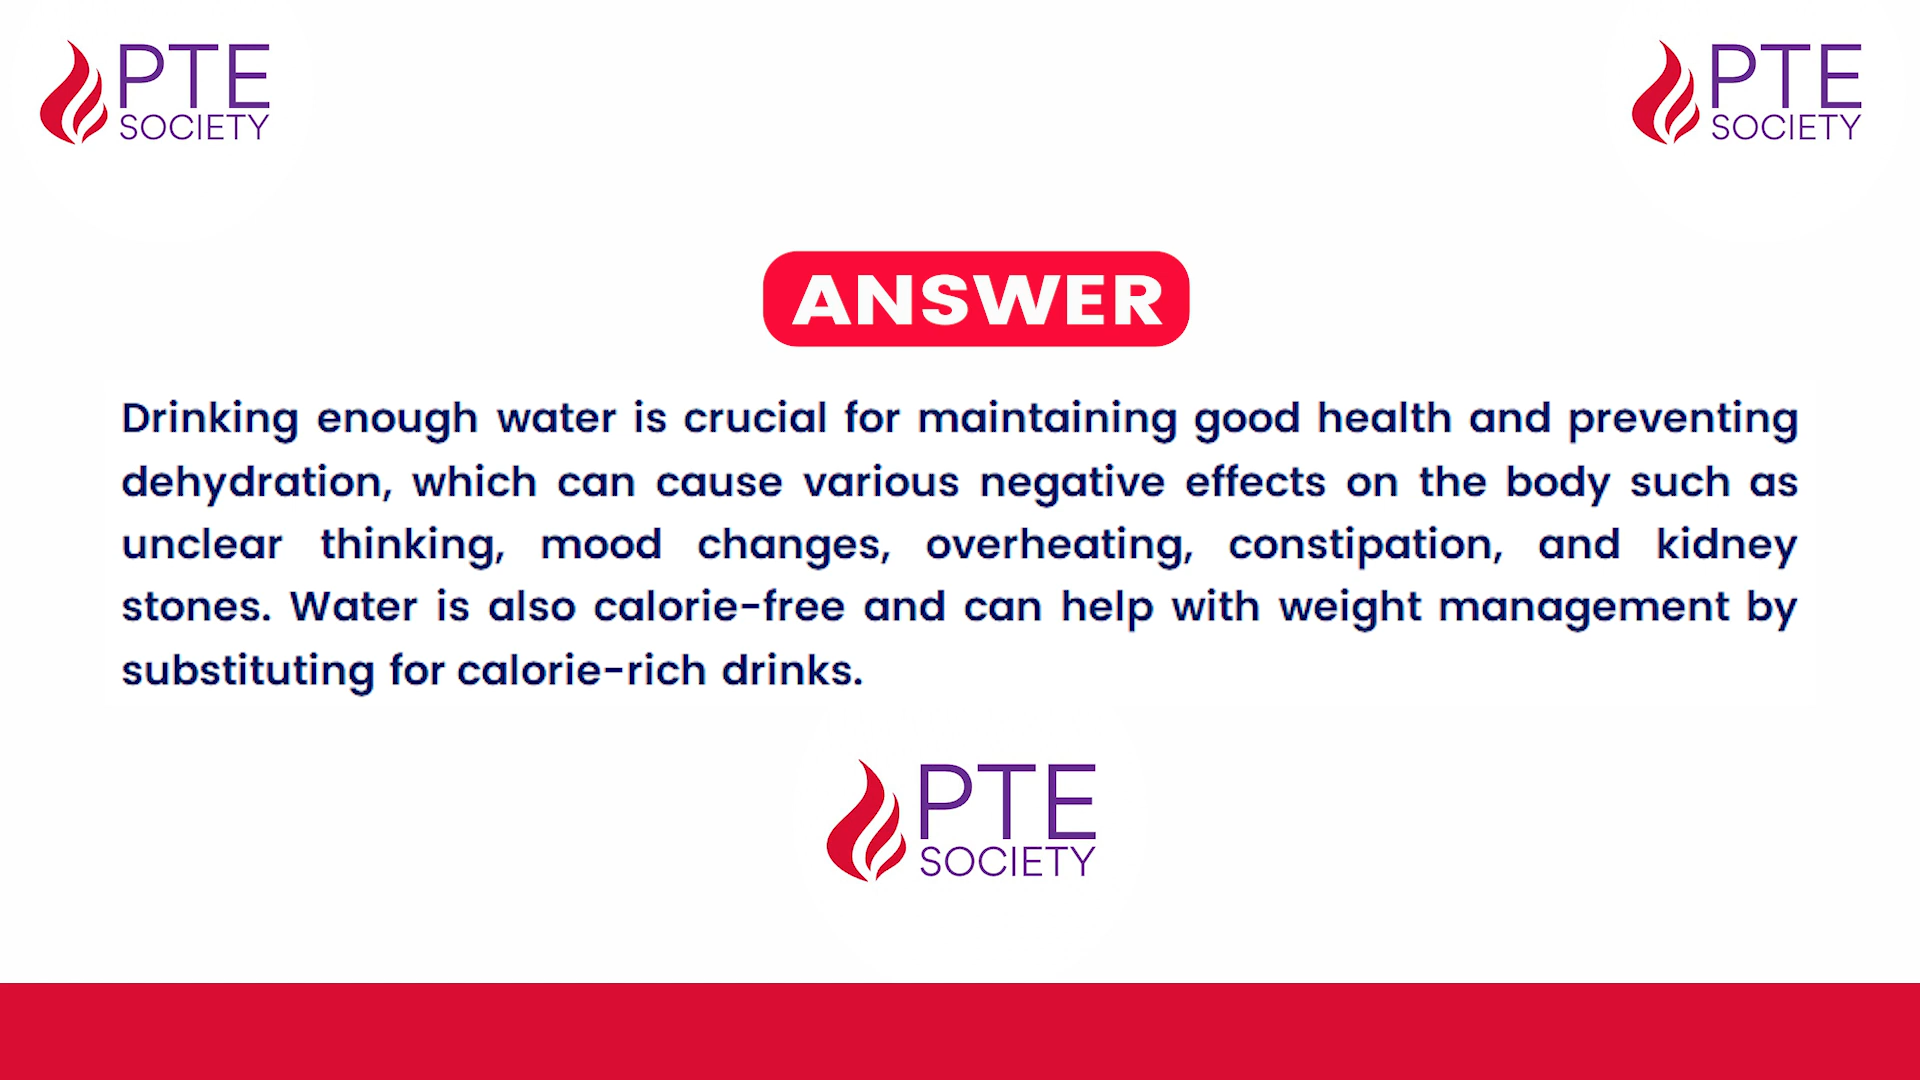 PTE
SOCIETY
PTE
SOCIETY
ANSWER
Drinking enough water is crucial for maintaining good health and preventing
dehydration, which can cause various negative effects on the body such as
unclear thinking, mood changes, overheating, constipation, and kidney
stones. Water is also calorie-free and can help with weight management by
substituting for calorie-rich drinks.
PTE
SOCIETY